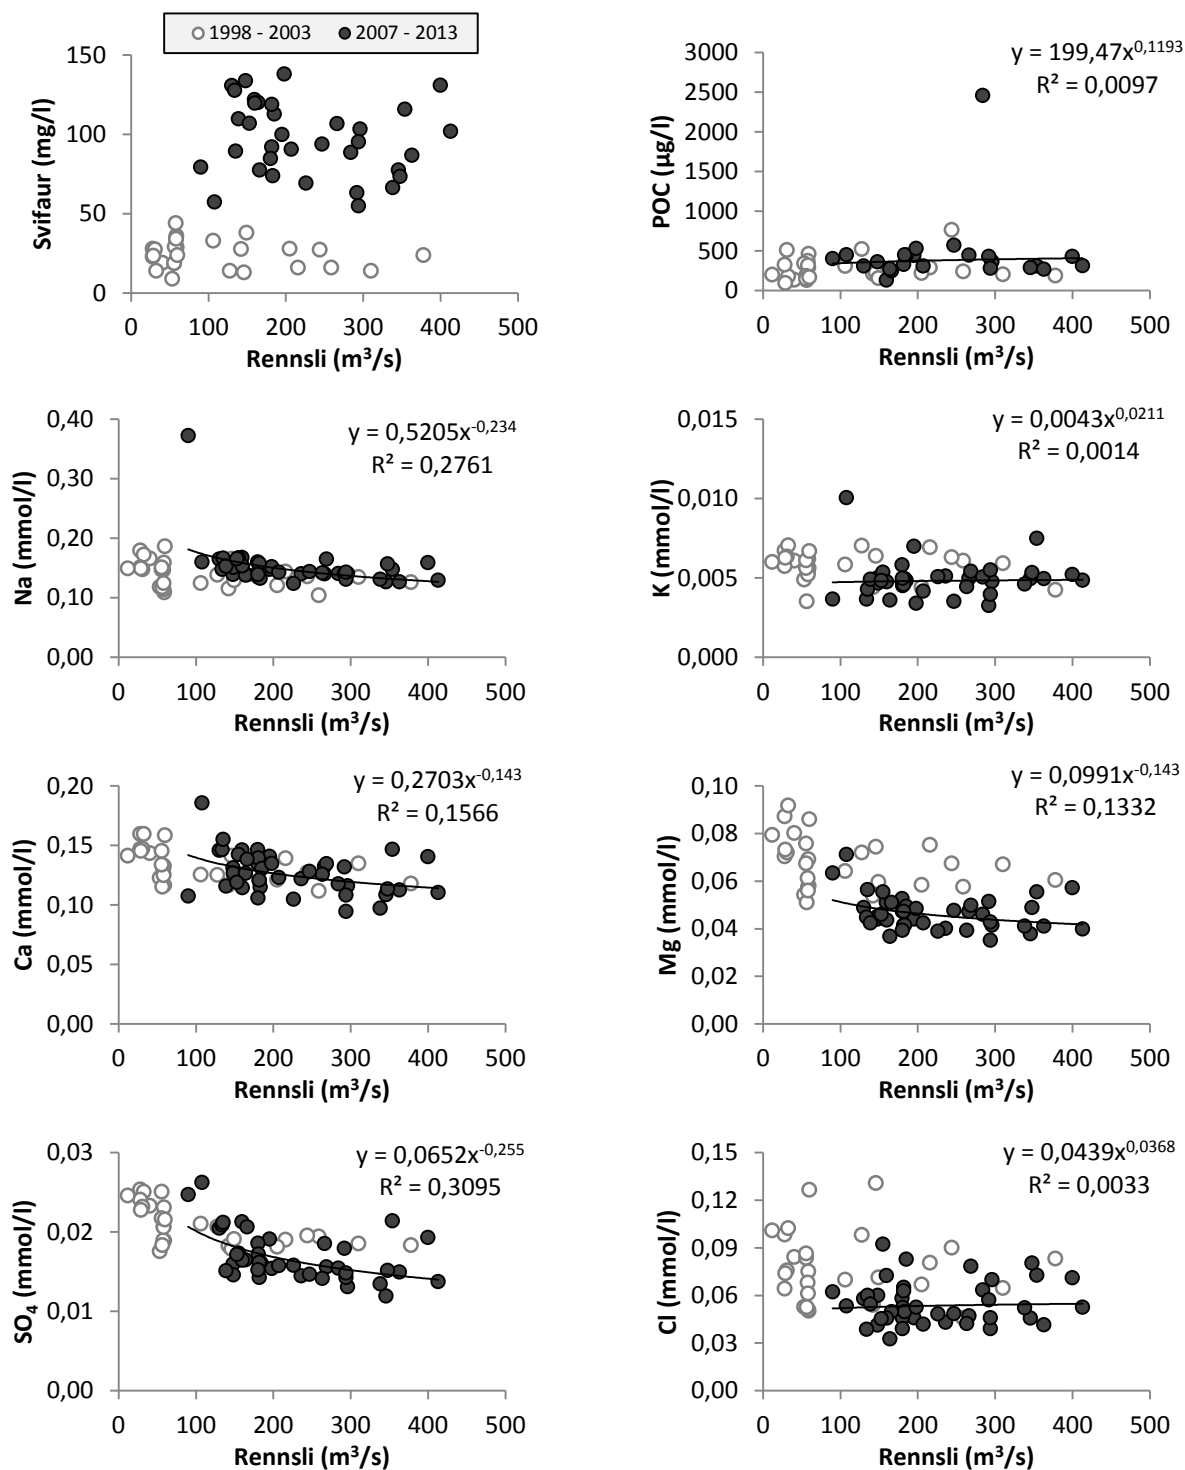 1998 - 2003 2007 - 2013
150
100
50
0
Svifaur (mg/l)
0 100 200 300 400 500
Rennsli (m³/s)
y = 199,47x^0,1193
R² = 0,0097
3000
2500
2000
1500
1000
500
0
POC (µg/l)
0 100 200 300 400 500
Rennsli (m³/s)
y = 0,5205x^-0,234
R² = 0,2761
0,40
0,30
0,20
0,10
0,00
Na (mmol/l)
0 100 200 300 400 500
Rennsli (m³/s)
y = 0,0043x^0,0211
R² = 0,0014
0,015
0,010
0,005
0,000
K (mmol/l)
0 100 200 300 400 500
Rennsli (m³/s)
y = 0,2703x^-0,143
R² = 0,1566
0,20
0,15
0,10
0,05
0,00
Ca (mmol/l)
0 100 200 300 400 500
Rennsli (m³/s)
y = 0,0991x^-0,143
R² = 0,1332
0,10
0,08
0,06
0,04
0,02
0,00
Mg (mmol/l)
0 100 200 300 400 500
Rennsli (m³/s)
y = 0,0652x^-0,255
R² = 0,3095
0,03
0,02
0,01
0,00
SO₄ (mmol/l)
0 100 200 300 400 500
Rennsli (m³/s)
y = 0,0439x^0,0368
R² = 0,0033
0,15
0,12
0,09
0,06
0,03
0,00
Cl (mmol/l)
0 100 200 300 400 500
Rennsli (m³/s)